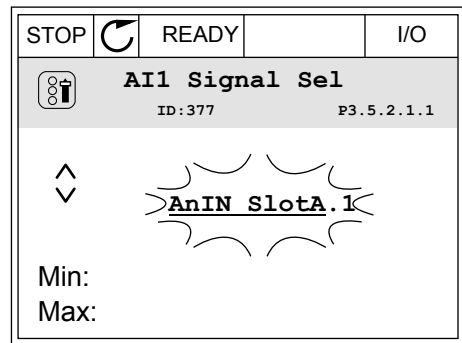 STOP READY I/O
AI1 Signal Sel
ID:377 P3.5.2.1.1
AnIN SlotA.1
Min:
Max: